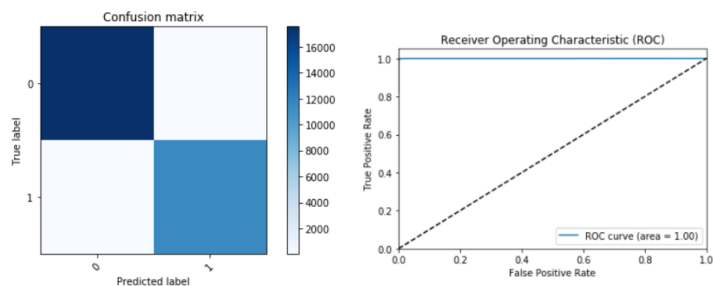 Confusion matrix
0
1
True label
0
1
Predicted label
16000
14000
12000
10000
8000
6000
4000
2000
Receiver Operating Characteristic (ROC)
1.0
0.8
0.6
0.4
0.2
0.0
True Positive Rate
ROC curve (area = 1.00)
0.0 0.2 0.4 0.6 0.8 1.0
False Positive Rate